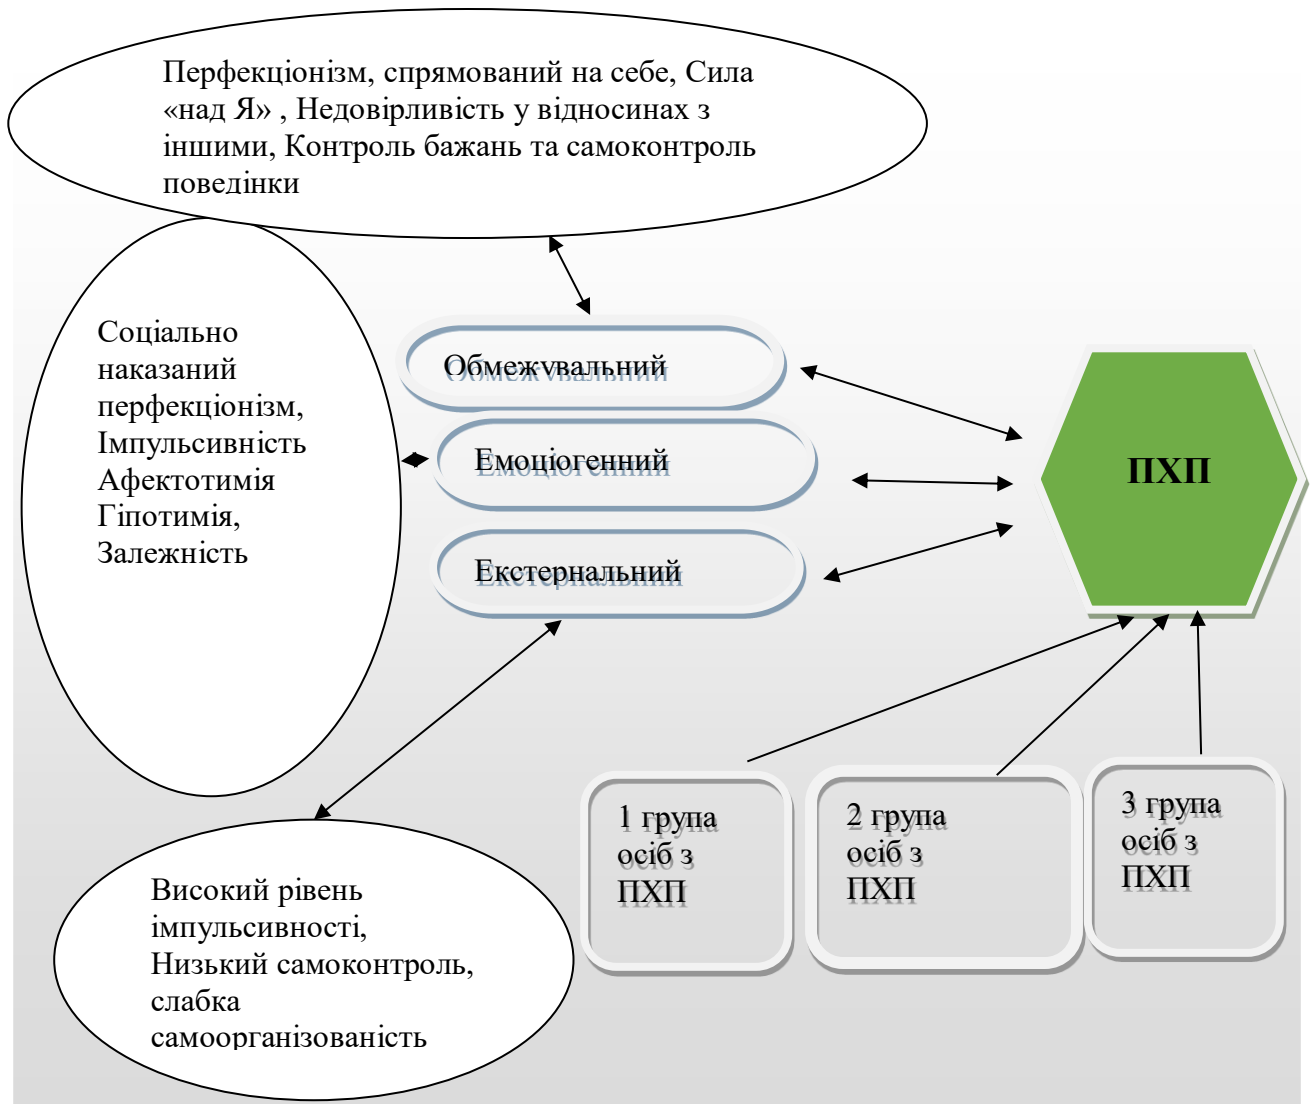 Перфекціонізм, спрямований на себе, Сила
«над Я» , Недовірливість у відносинах з
іншими, Контроль бажань та самоконтроль
поведінки
Соціально
наказаний
перфекціонізм,
Імпульсивність
Афектотимія
Гіпотимія,
Залежність
Обмежувальний
Емоціогенний
Екстернальний
ПХП
1 група
осіб з
ПХП
2 група
осіб з
ПХП
3 група
осіб з
ПХП
Високий рівень
імпульсивності,
Низький самоконтроль,
слабка
самоорганізованість